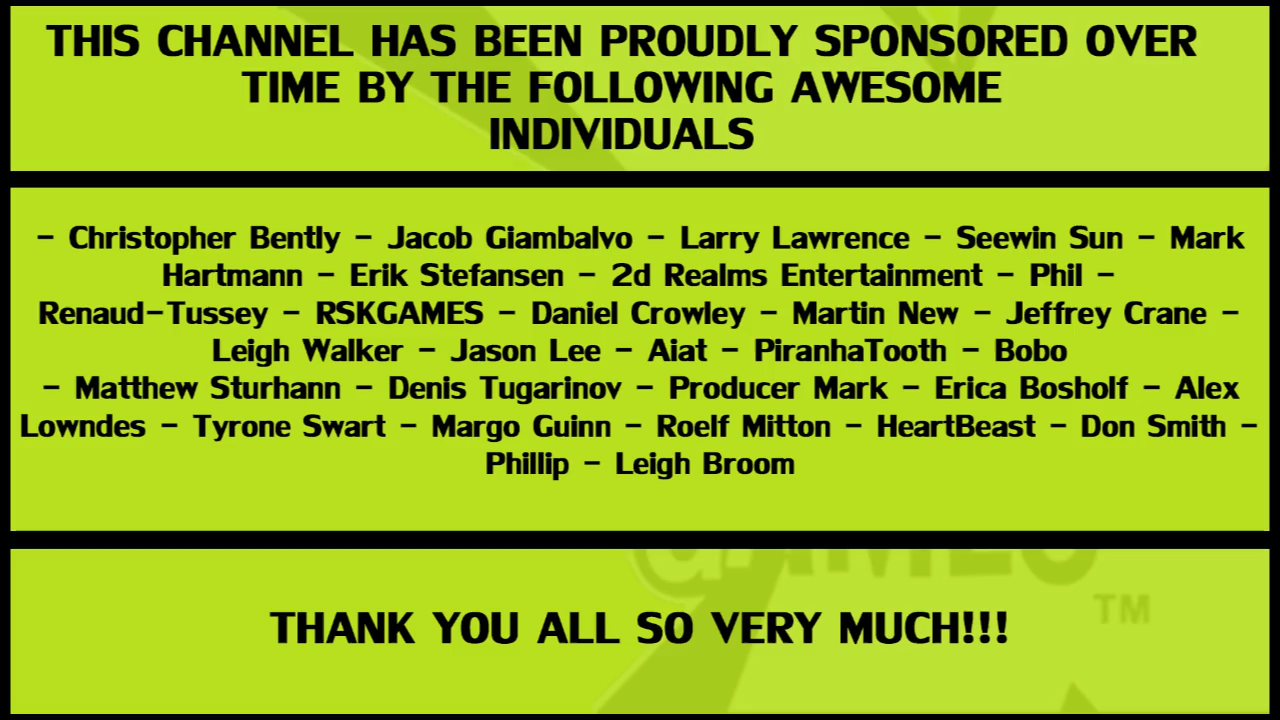 THIS CHANNEL HAS BEEN PROUDLY SPONSORED OVER
TIME BY THE FOLLOWING AWESOME
INDIVIDUALS
- Christopher Bently - Jacob Giambalvo - Larry Lawrence - Seewin Sun - Mark
Hartmann - Erik Stefansen - 2d Realms Entertainment - Phil -
Renaud-Tussey - RSKGAMES - Daniel Crowley - Martin New - Jeffrey Crane -
Leigh Walker - Jason Lee - Aiat - PiranhaTooth - Bobo
- Matthew Sturhann - Denis Tugarinov - Producer Mark - Erica Bosholf - Alex
Lowndes - Tyrone Swart - Margo Guinn - Roelf Mitton - HeartBeast - Don Smith -
Phillip - Leigh Broom
GAMES
TM
THANK YOU ALL SO VERY MUCH!!!